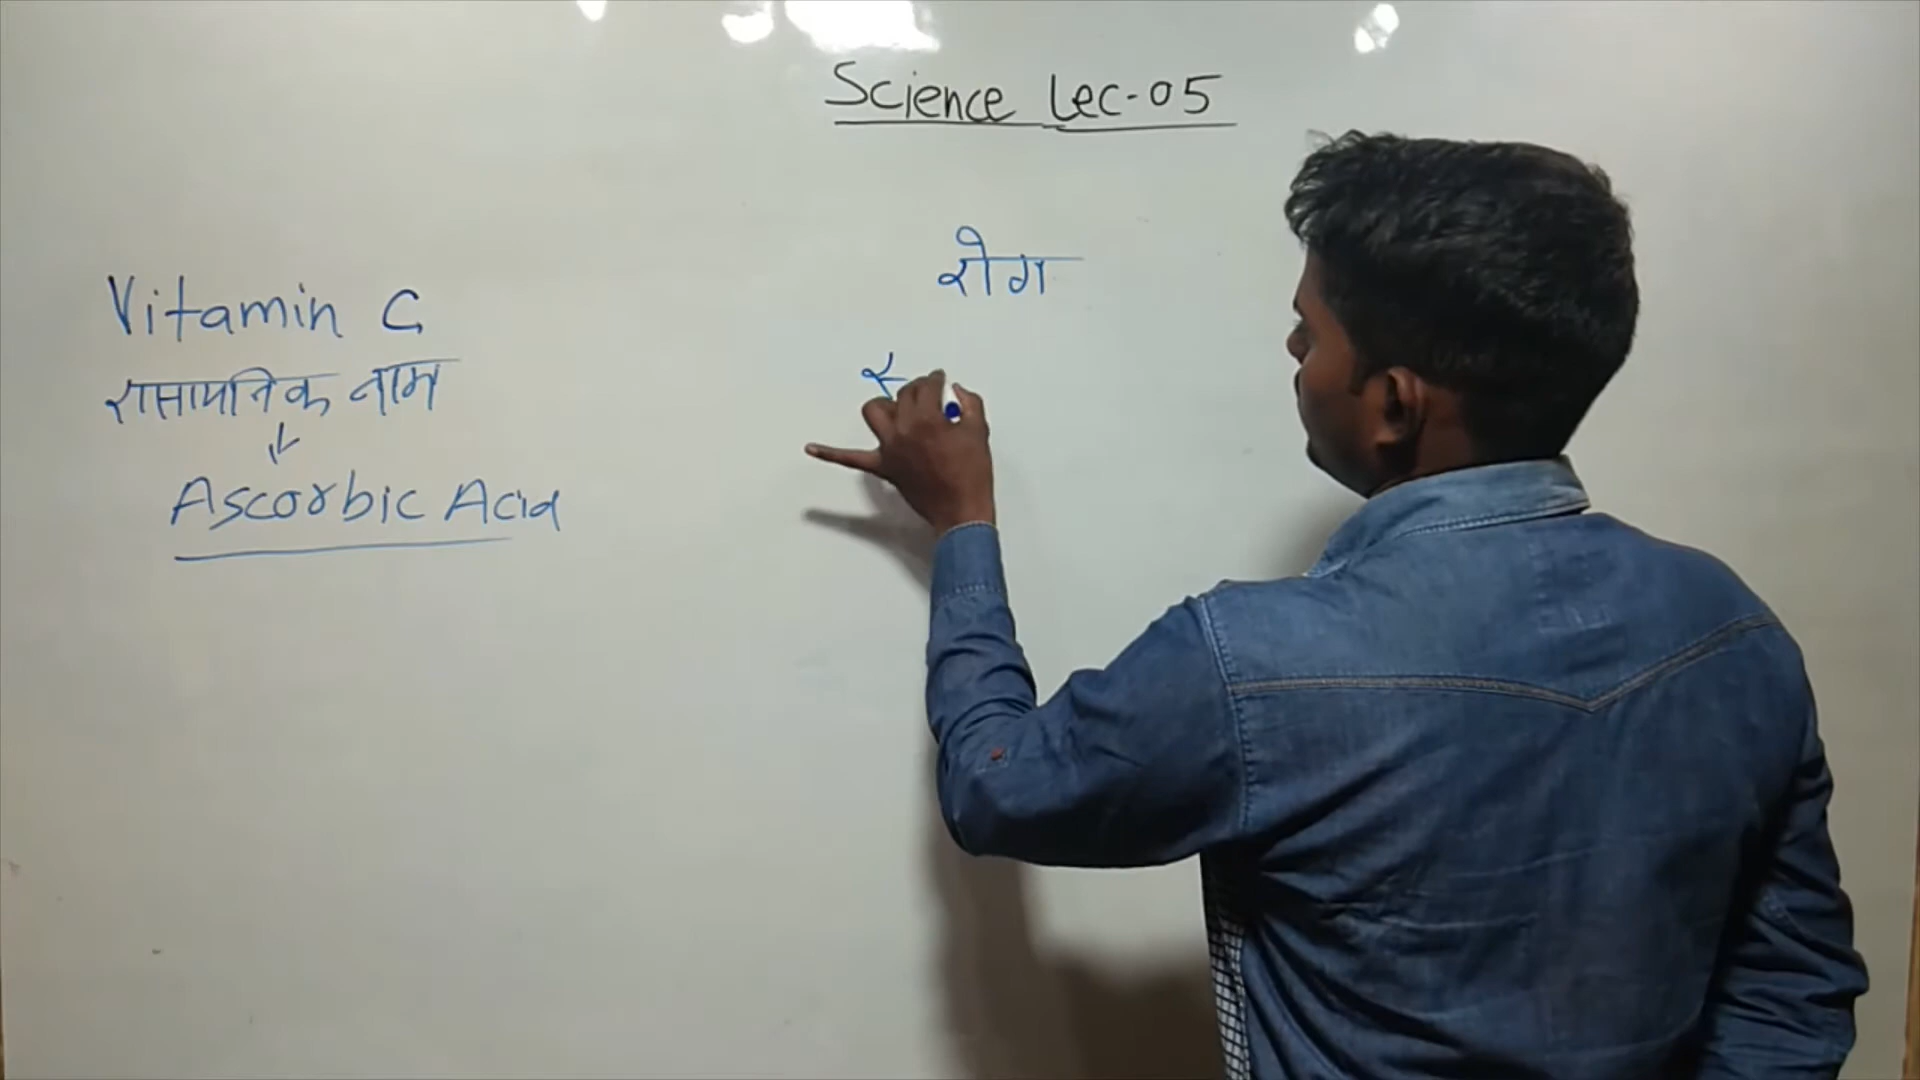 Science Lec-05
Vitamin C
रासायनिक नाम
Ascorbic Acid
रोग
स्